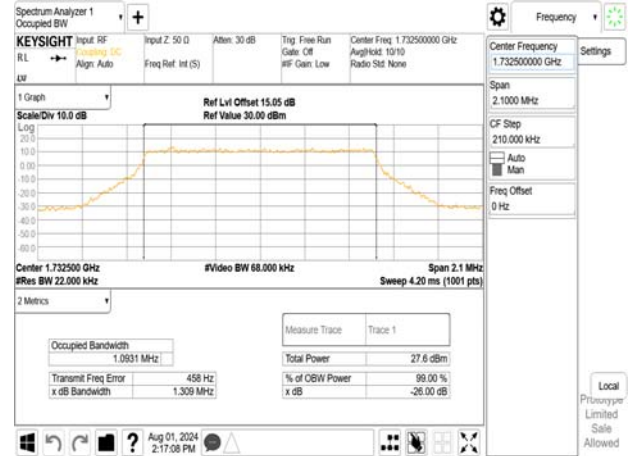 Spectrum Analyzer 1
Occupied BW
Frequency
KEYSIGHT Input: RF Input Z: 50 Ω Atten: 30 dB Trig: Free Run Center Freq: 1.732500000 GHz
RL Coupling: DC Gate: Off Avg|Hold: 10/10
Align: Auto Freq Ref: Int (S) #IF Gain: Low Radio Std: None
Center Frequency
1.732500000 GHz
Settings
Span
2.1000 MHz
CF Step
210.000 kHz
Auto
Man
Freq Offset
0 Hz
1 Graph
Ref Lvl Offset 15.05 dB
Scale/Div 10.0 dB Ref Value 30.00 dBm
Log
20.0
10.0
0.00
-10.0
-20.0
-30.0
-40.0
-50.0
-60.0
Center 1.732500 GHz #Video BW 68.000 kHz Span 2.1 MHz
#Res BW 22.000 kHz Sweep 4.20 ms (1001 pts)
2 Metrics
Measure Trace Trace 1
Occupied Bandwidth
1.0931 MHz
Total Power 27.6 dBm
Transmit Freq Error 458 Hz % of OBW Power 99.00 %
x dB Bandwidth 1.309 MHz x dB -26.00 dB
Local
Prototype
Limited
Sale
Allowed
Aug 01, 2024
2:17:08 PM